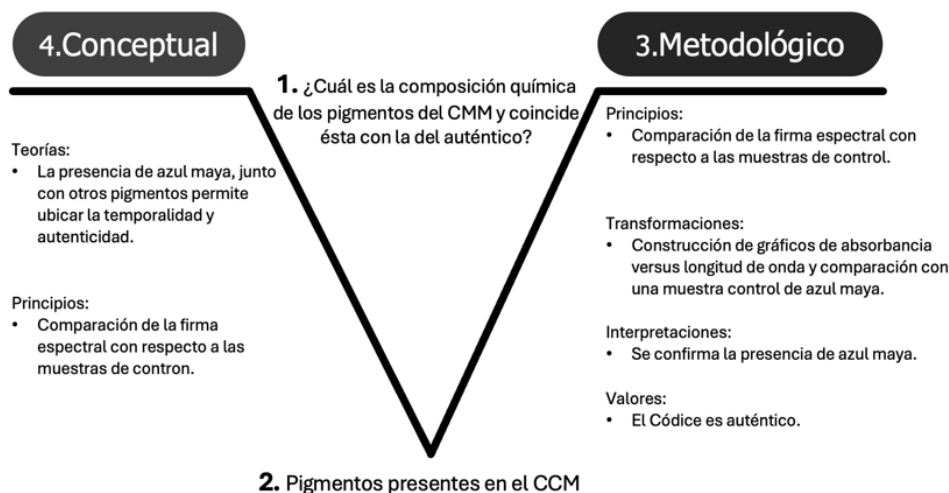 4.Conceptual
3.Metodológico
1. ¿Cuál es la composición química
de los pigmentos del CMM y coincide
ésta con la del auténtico?
Teorías:
• La presencia de azul maya, junto
con otros pigmentos permite
ubicar la temporalidad y
autenticidad.
Principios:
• Comparación de la firma
espectral con respecto a las
muestras de contron.
Principios:
• Comparación de la firma espectral con
respecto a las muestras de control.
Transformaciones:
• Construcción de gráficos de absorbancia
versus longitud de onda y comparación con
una muestra control de azul maya.
Interpretaciones:
• Se confirma la presencia de azul maya.
Valores:
• El Códice es auténtico.
2. Pigmentos presentes en el CCM